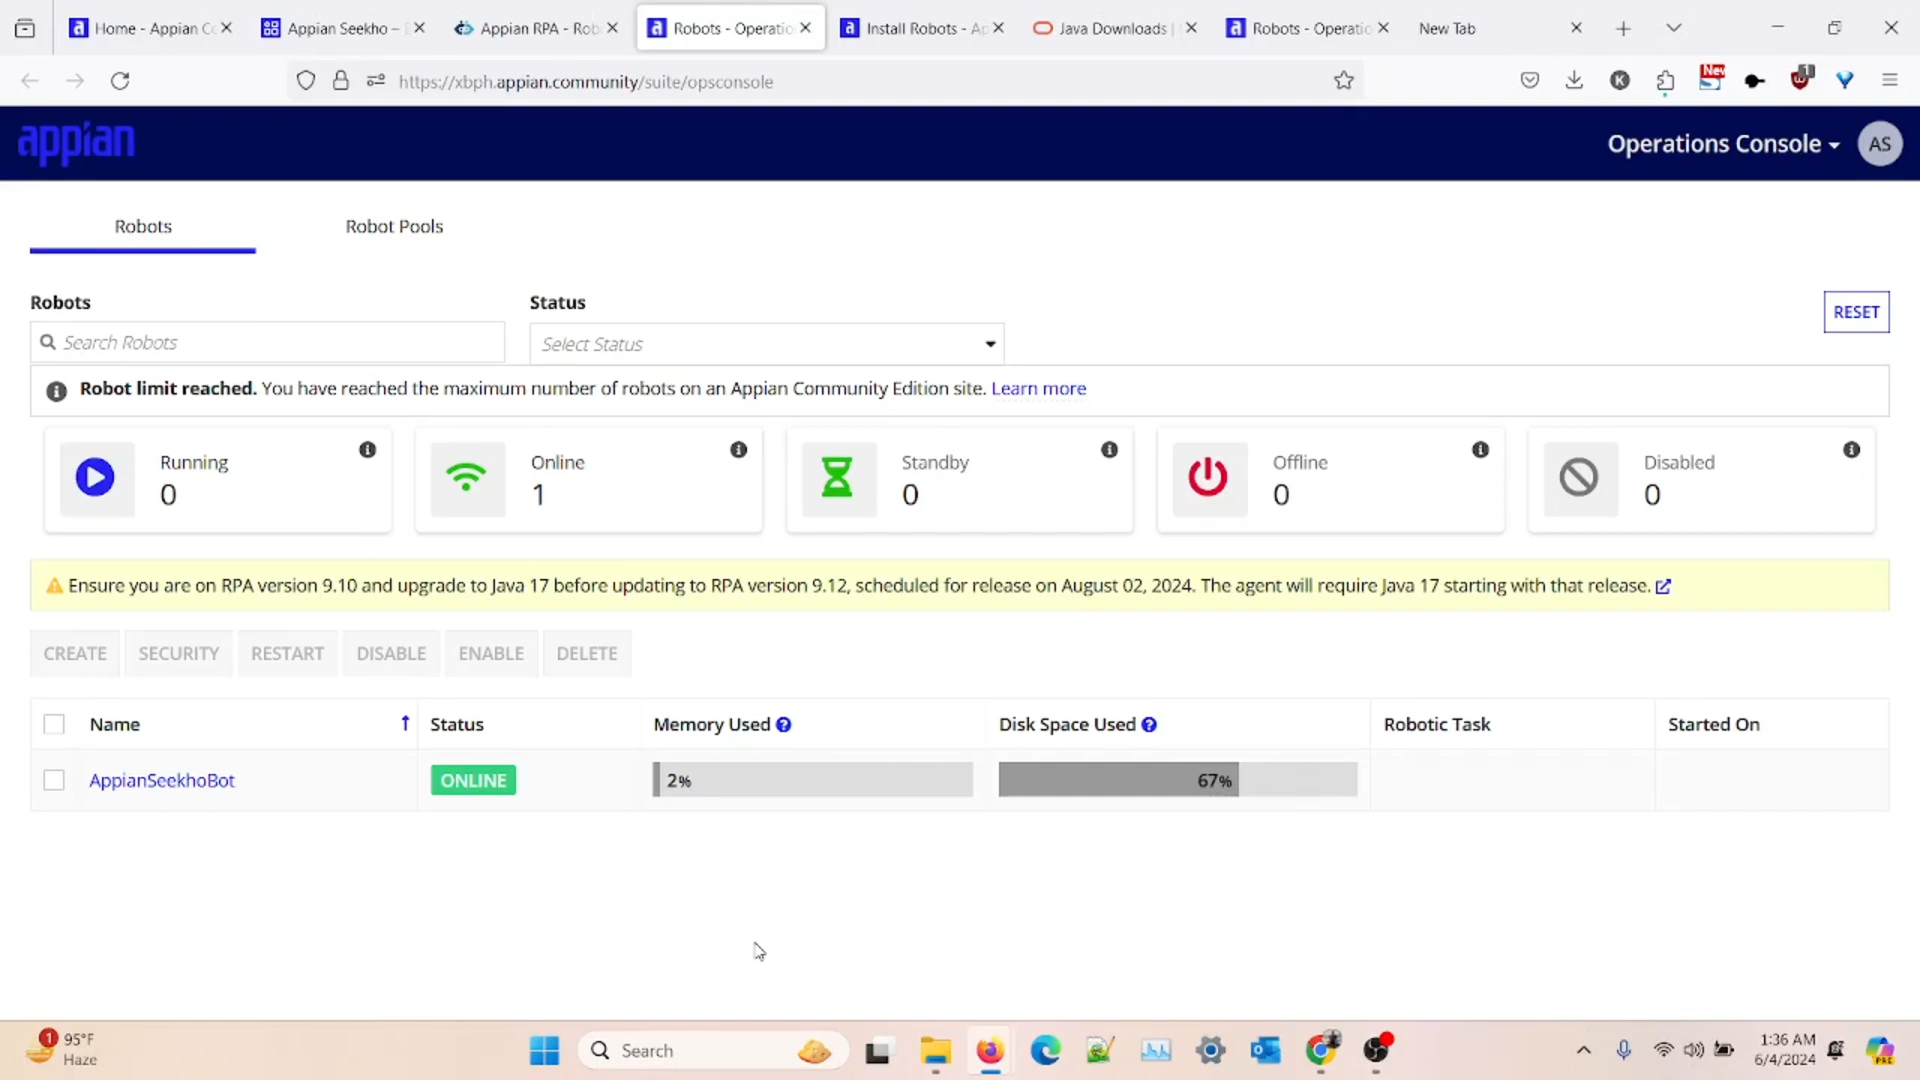 Home - Appian Co
Appian Seekho –
Appian RPA - Rob
Robots - Operatio
Install Robots - Ap
Java Downloads |
Robots - Operatio
New Tab
https://xbph.appian.community/suite/opsconsole
K
New
1
appian
Operations Console
AS
Robots
Robot Pools
Robots
Status
RESET
Search Robots
Select Status
Robot limit reached. You have reached the maximum number of robots on an Appian Community Edition site. Learn more
Running
0
Online
1
Standby
0
Offline
0
Disabled
0
Ensure you are on RPA version 9.10 and upgrade to Java 17 before updating to RPA version 9.12, scheduled for release on August 02, 2024. The agent will require Java 17 starting with that release.
CREATE
SECURITY
RESTART
DISABLE
ENABLE
DELETE
Name
Status
Memory Used
Disk Space Used
Robotic Task
Started On
AppianSeekhoBot
ONLINE
2%
67%
1
95°F
Haze
Search
1:36 AM
6/4/2024
PRE